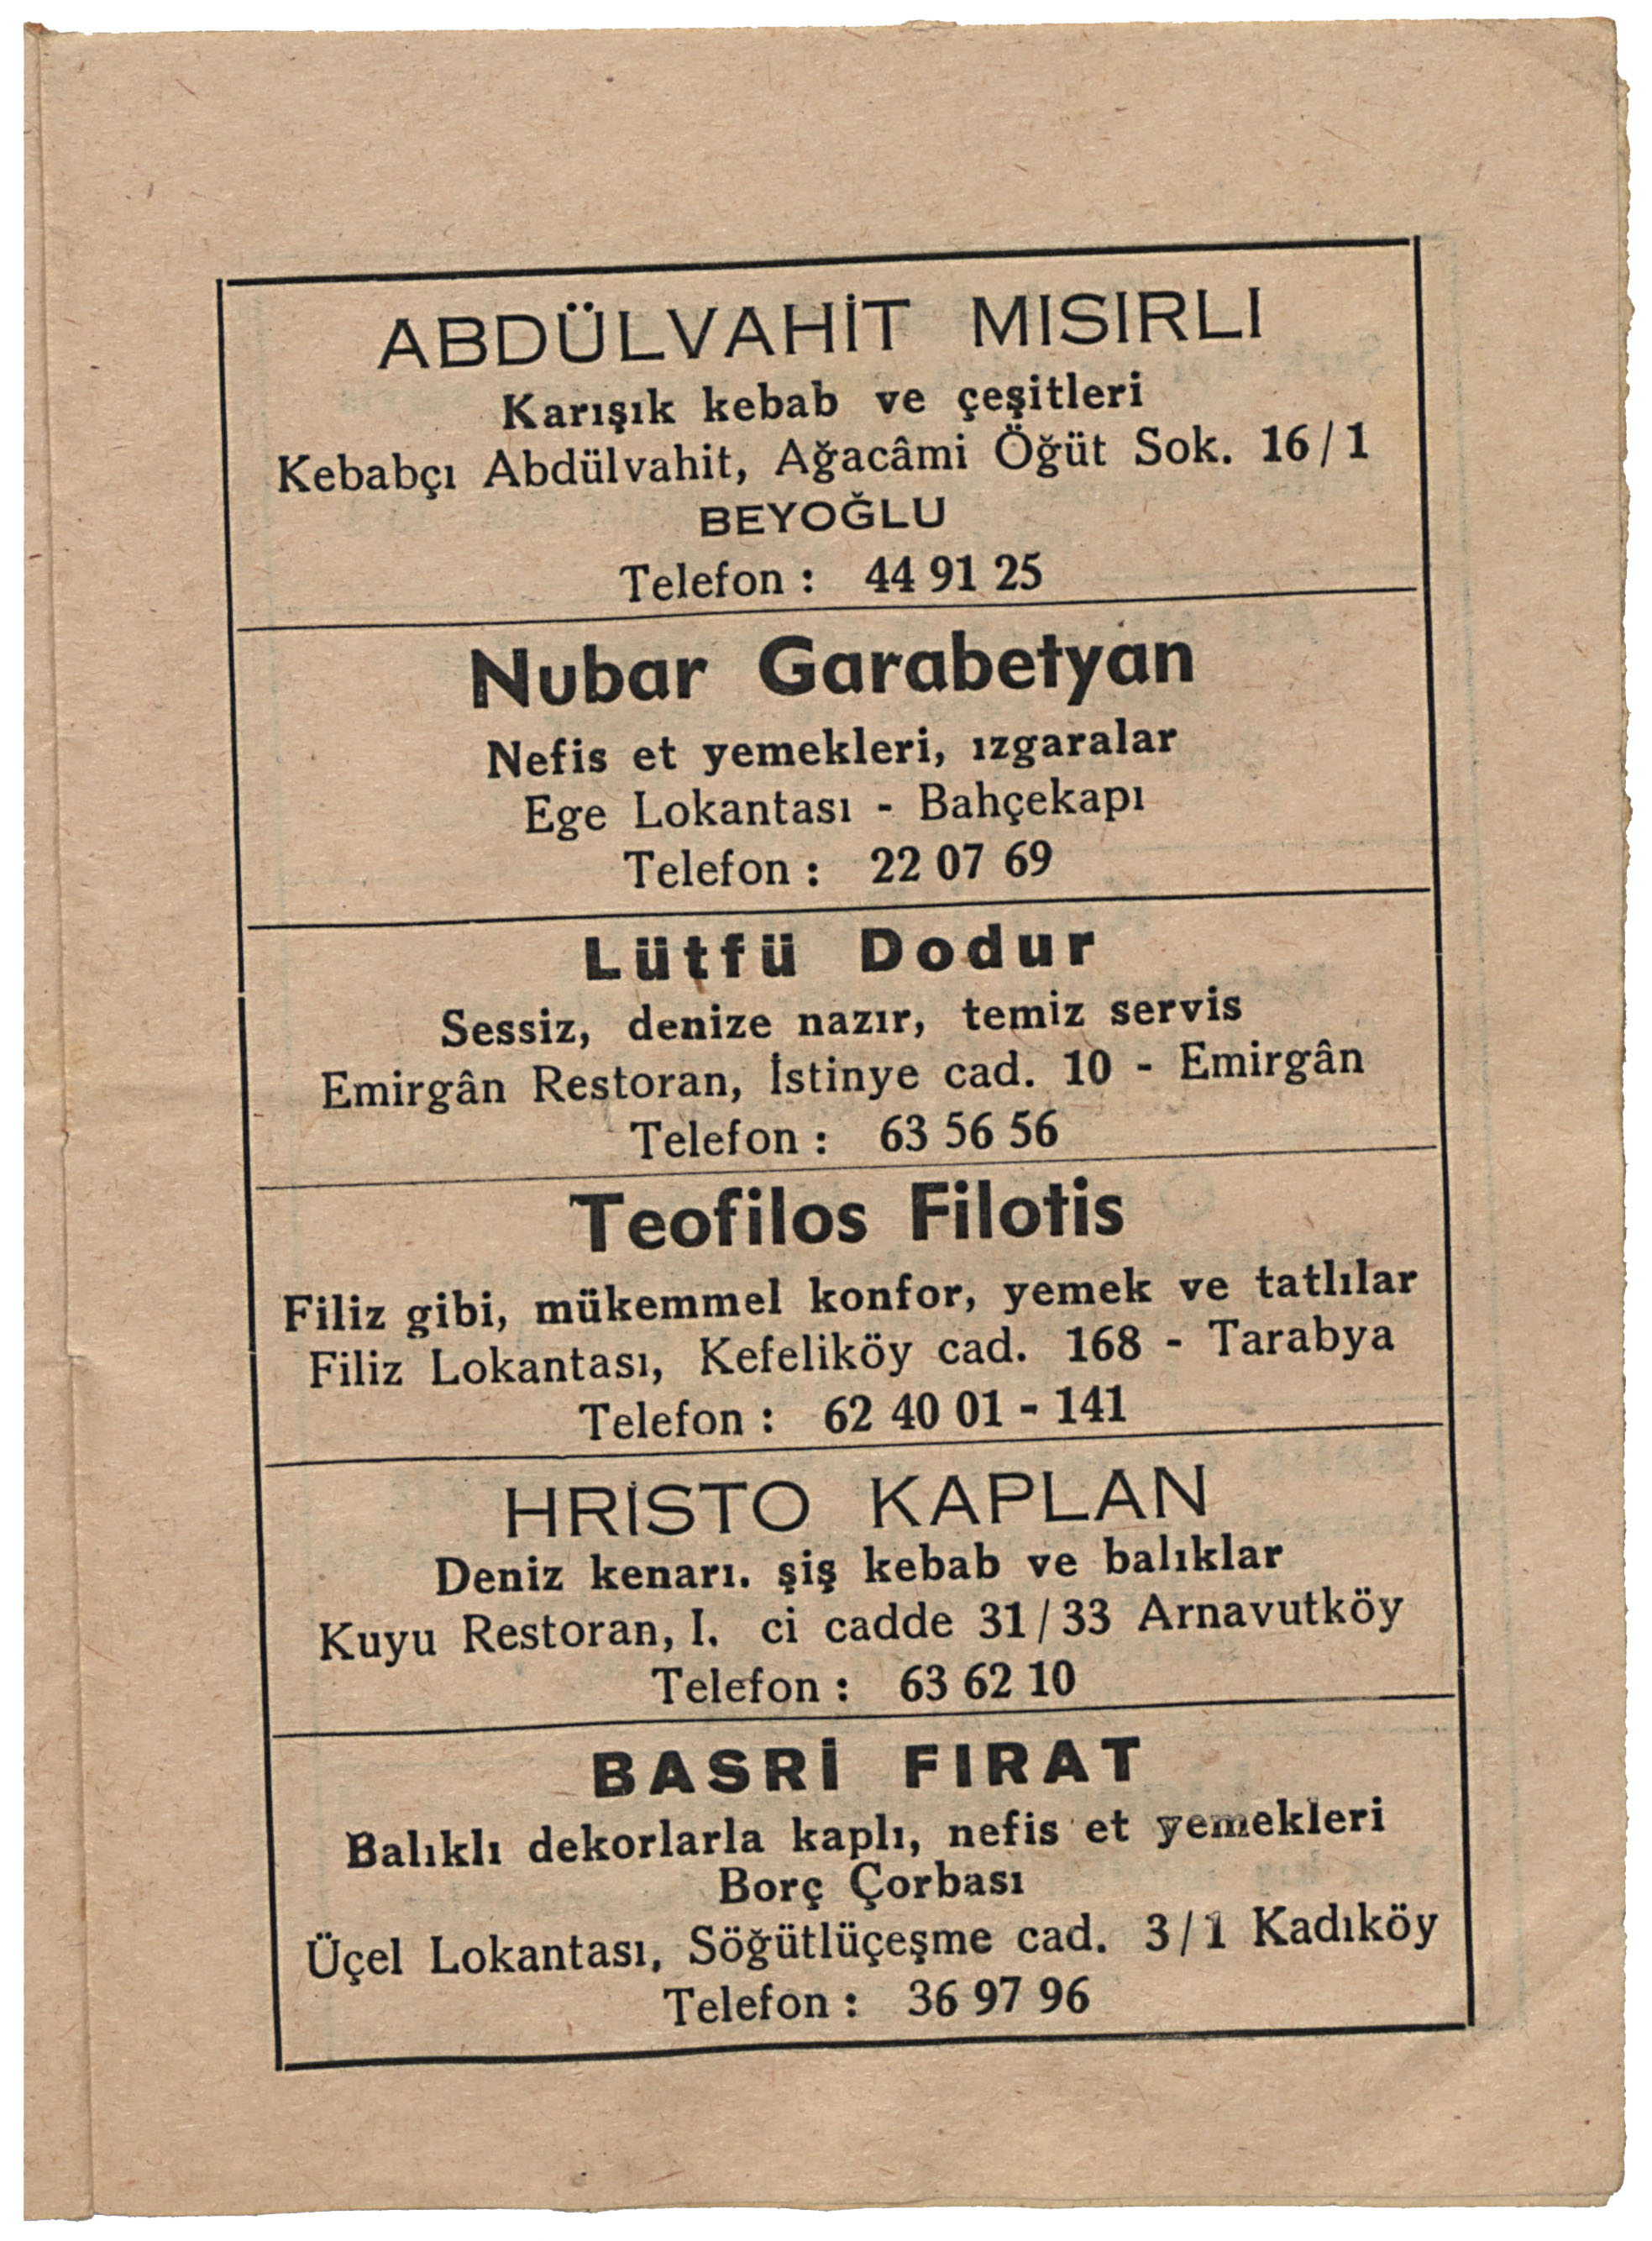 ABDÜLVAHİT MISIRLI
Karışık kebab ve çeşitleri
Kebabçı Abdülvahit, Ağacâmi Öğüt Sok. 16/1
BEYOĞLU
Telefon : 44 91 25
Nubar Garabetyan
Nefis et yemekleri, ızgaralar
Ege Lokantası - Bahçekapı
Telefon : 22 07 69
Lütfü Dodur
Sessiz, denize nazır, temiz servis
Emirgân Restoran, İstinye cad. 10 - Emirgân
Telefon : 63 56 56
Teofilos Filotis
Filiz gibi, mükemmel konfor, yemek ve tatlılar
Filiz Lokantası, Kefeliköy cad. 168 - Tarabya
Telefon : 62 40 01 - 141
HRİSTO KAPLAN
Deniz kenarı. şiş kebab ve balıklar
Kuyu Restoran, I. ci cadde 31/33 Arnavutköy
Telefon : 63 62 10
BASRİ FIRAT
Balıklı dekorlarla kaplı, nefis et yemekleri
Borç Çorbası
Üçel Lokantası, Söğütlüçeşme cad. 3/1 Kadıköy
Telefon : 36 97 96